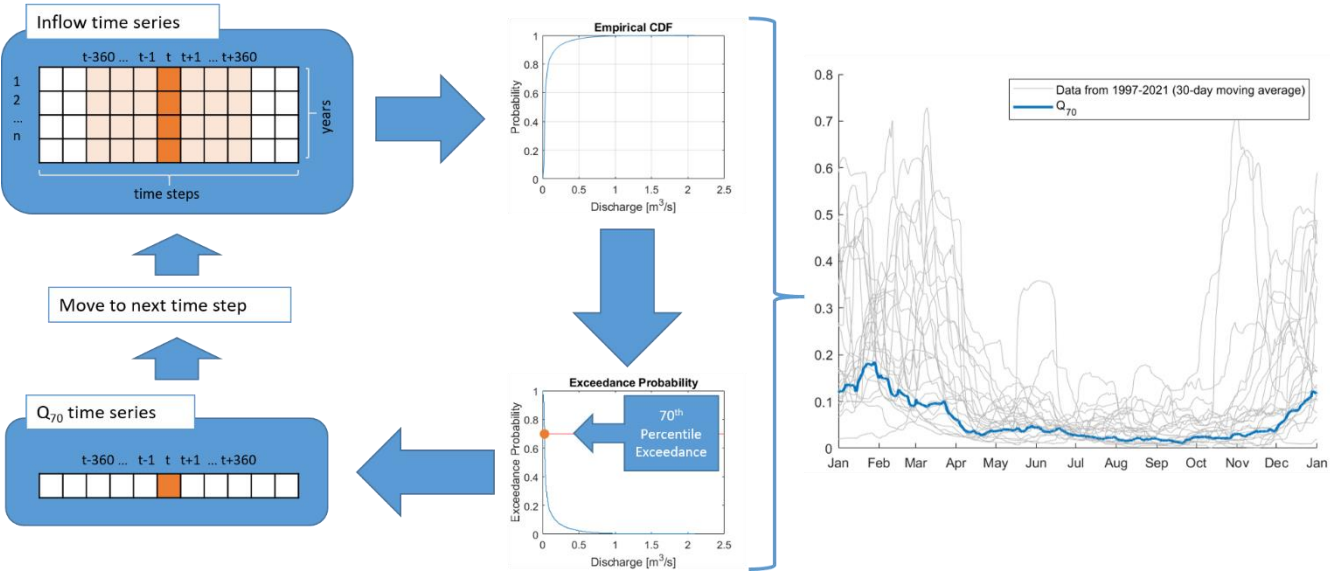 Inflow time series
t-360 ... t-1 t t+1 ... t+360
1
2
...
n
years
time steps
Move to next time step
Q70 time series
t-360 ... t-1 t t+1 ... t+360
Empirical CDF
Probability
1
0.8
0.6
0.4
0.2
0
0 0.5 1 1.5 2 2.5
Discharge [m³/s]
Exceedance Probability
Exceedance Probability
1
0.8
0.6
0.4
0.2
0
0 0.5 1 1.5 2 2.5
Discharge [m³/s]
70th
Percentile
Exceedance
Data from 1997-2021 (30-day moving average)
Q70
0.8
0.7
0.6
0.5
0.4
0.3
0.2
0.1
0
Jan Feb Mar Apr May Jun Jul Aug Sep Oct Nov Dec Jan